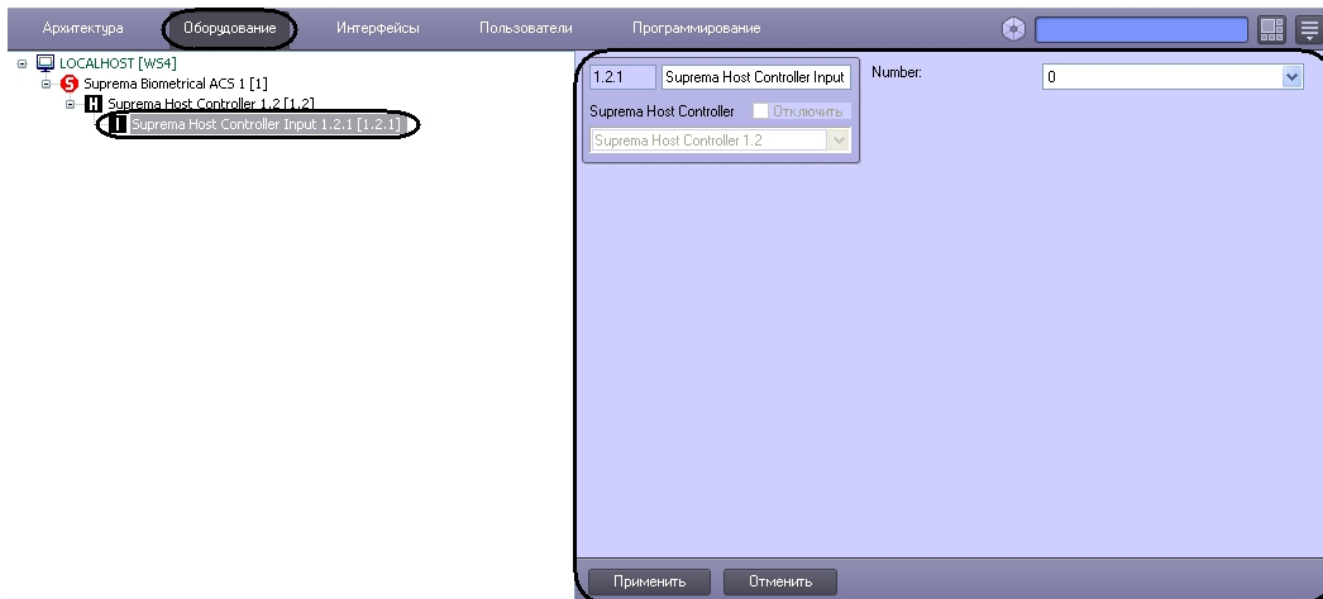 Архитектура Оборудование Интерфейсы Пользователи Программирование
LOCALHOST [WS4]
Suprema Biometrical ACS 1 [1]
H Suprema Host Controller 1.2 [1.2]
I Suprema Host Controller Input 1.2.1 [1.2.1]
1.2.1 Suprema Host Controller Input
Suprema Host Controller Отключить
Suprema Host Controller 1.2
Number: 0
Применить Отменить